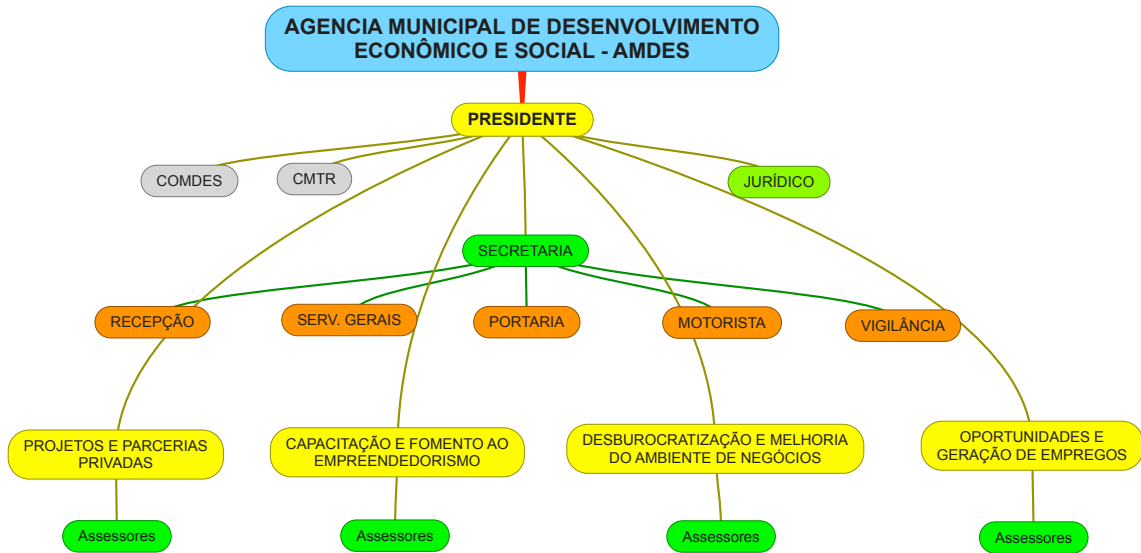 AGENCIA MUNICIPAL DE DESENVOLVIMENTO
ECONÔMICO E SOCIAL - AMDES
PRESIDENTE
COMDES
CMTR
JURÍDICO
SECRETARIA
RECEPÇÃO
SERV. GERAIS
PORTARIA
MOTORISTA
VIGILÂNCIA
PROJETOS E PARCERIAS
PRIVADAS
CAPACITAÇÃO E FOMENTO AO
EMPREENDEDORISMO
DESBUROCRATIZAÇÃO E MELHORIA
DO AMBIENTE DE NEGÓCIOS
OPORTUNIDADES E
GERAÇÃO DE EMPREGOS
Assessores
Assessores
Assessores
Assessores